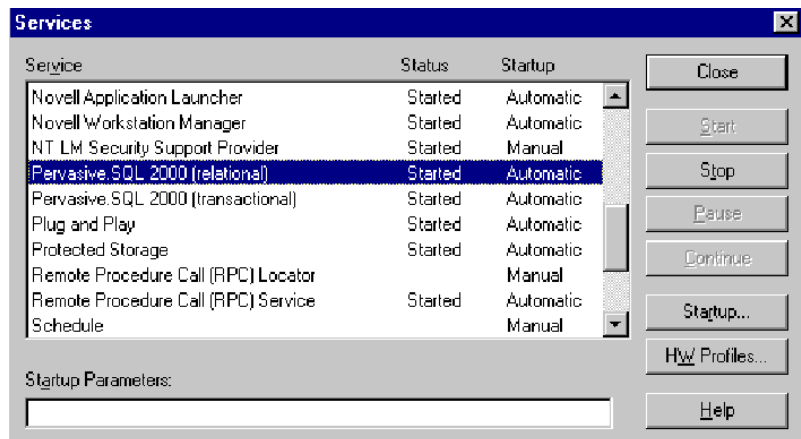 Services
Service Status Startup
Novell Application Launcher Started Automatic
Novell Workstation Manager Started Automatic
NT LM Security Support Provider Started Manual
Pervasive.SQL 2000 (relational) Started Automatic
Pervasive.SQL 2000 (transactional) Started Automatic
Plug and Play Started Automatic
Protected Storage Started Automatic
Remote Procedure Call (RPC) Locator Manual
Remote Procedure Call (RPC) Service Started Automatic
Schedule Manual
Startup Parameters:
Close
Start
Stop
Pause
Continue
Startup...
HW Profiles...
Help